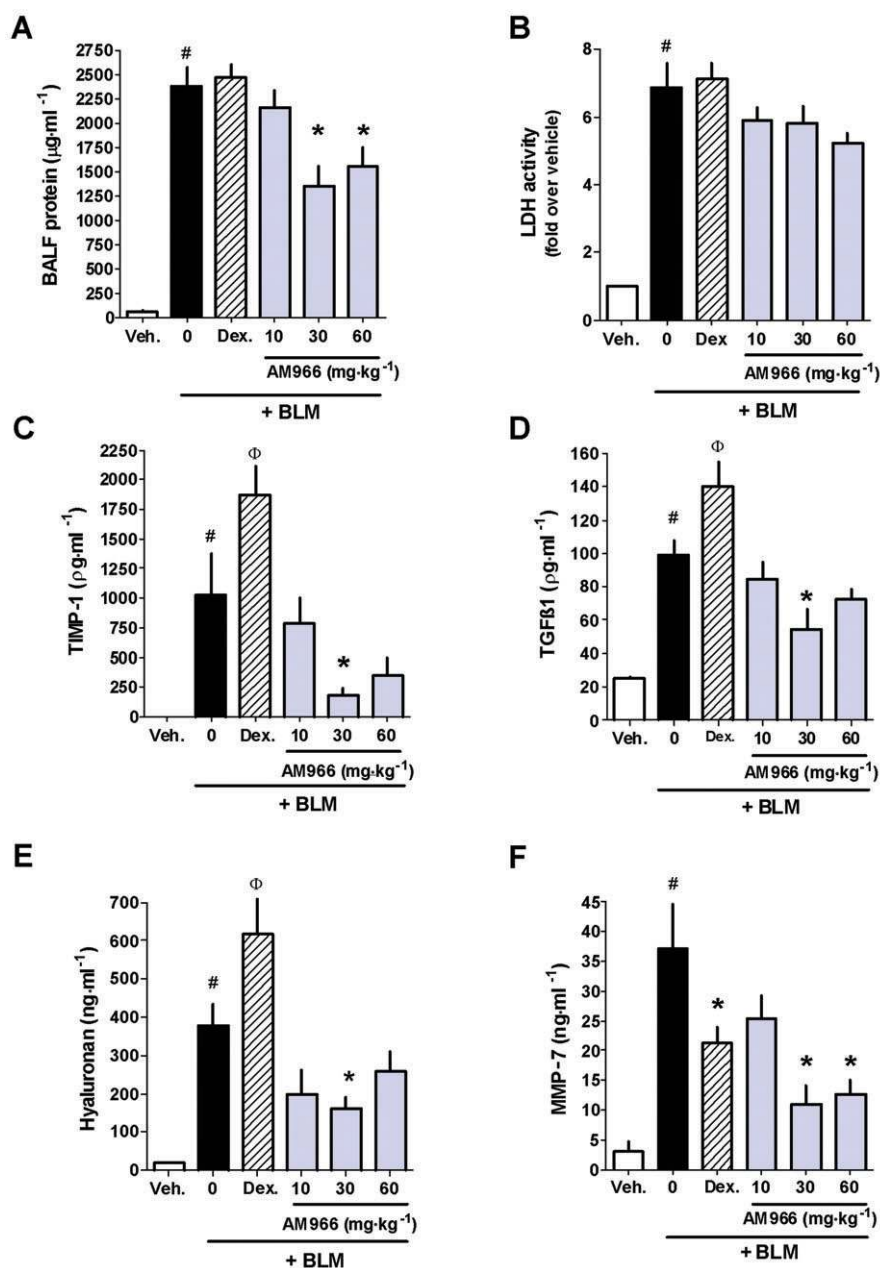 A
BALF protein (µg·ml⁻¹)
2750
2500
2250
2000
1750
1500
1250
1000
750
500
250
0
#
*
*
Veh.
0
Dex.
10
30
60
AM966 (mg·kg⁻¹)
+ BLM
B
LDH activity
(fold over vehicle)
8
6
4
2
0
#
Veh.
0
Dex
10
30
60
AM966 (mg·kg⁻¹)
+ BLM
C
TIMP-1 (ρg·ml⁻¹)
2250
2000
1750
1500
1250
1000
750
500
250
0
#
Φ
*
Veh.
0
Dex.
10
30
60
AM966 (mg·kg⁻¹)
+ BLM
D
TGFß1 (ρg·ml⁻¹)
160
140
120
100
80
60
40
20
0
#
Φ
*
Veh.
0
Dex.
10
30
60
AM966 (mg·kg⁻¹)
+ BLM
E
Hyaluronan (ng·ml⁻¹)
700
600
500
400
300
200
100
0
#
Φ
*
Veh.
0
Dex.
10
30
60
AM966 (mg·kg⁻¹)
+ BLM
F
MMP-7 (ng·ml⁻¹)
45
40
35
30
25
20
15
10
5
0
#
*
*
*
Veh.
0
Dex.
10
30
60
AM966 (mg·kg⁻¹)
+ BLM